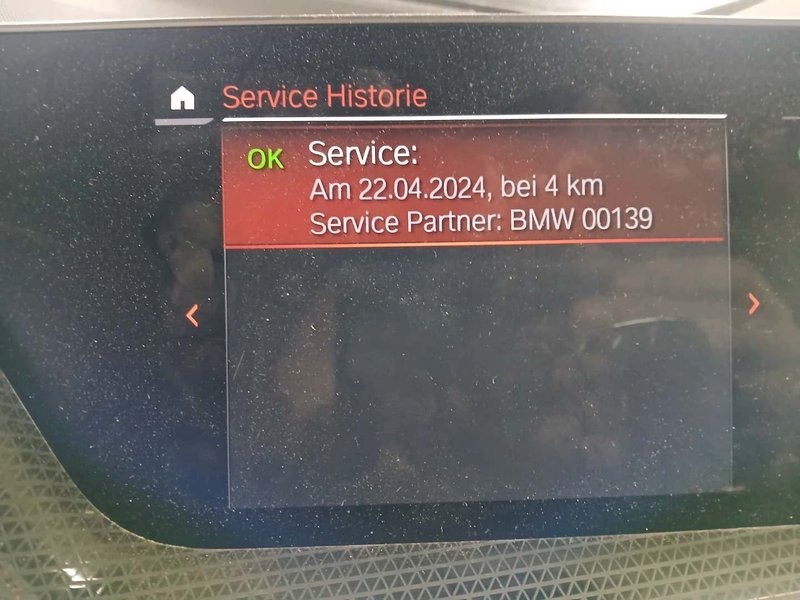 Service Historie
OK Service:
Am 22.04.2024, bei 4 km
Service Partner: BMW 00139